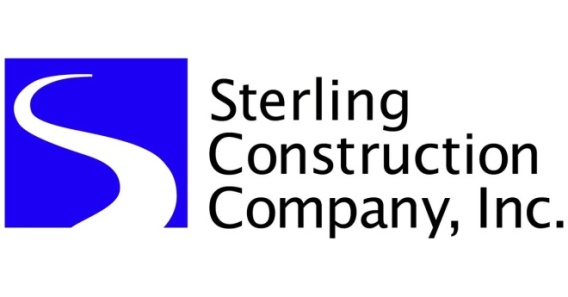 Sterling
Construction
Company, Inc.